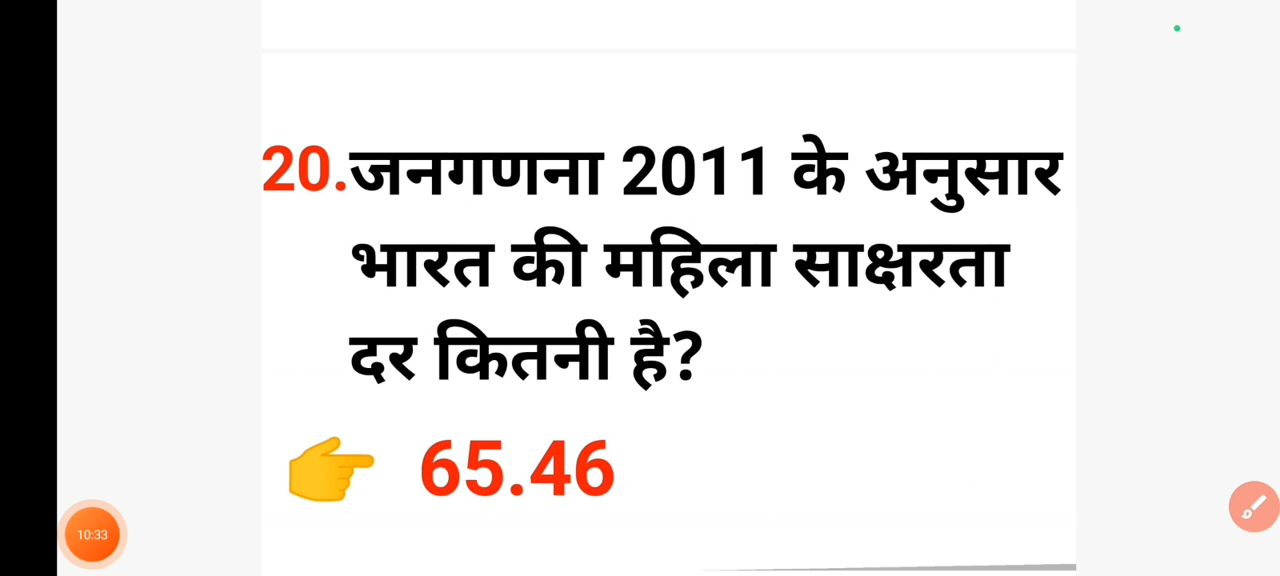 20.जनगणना 2011 के अनुसार
भारत की महिला साक्षरता
दर कितनी है?
65.46
10:33